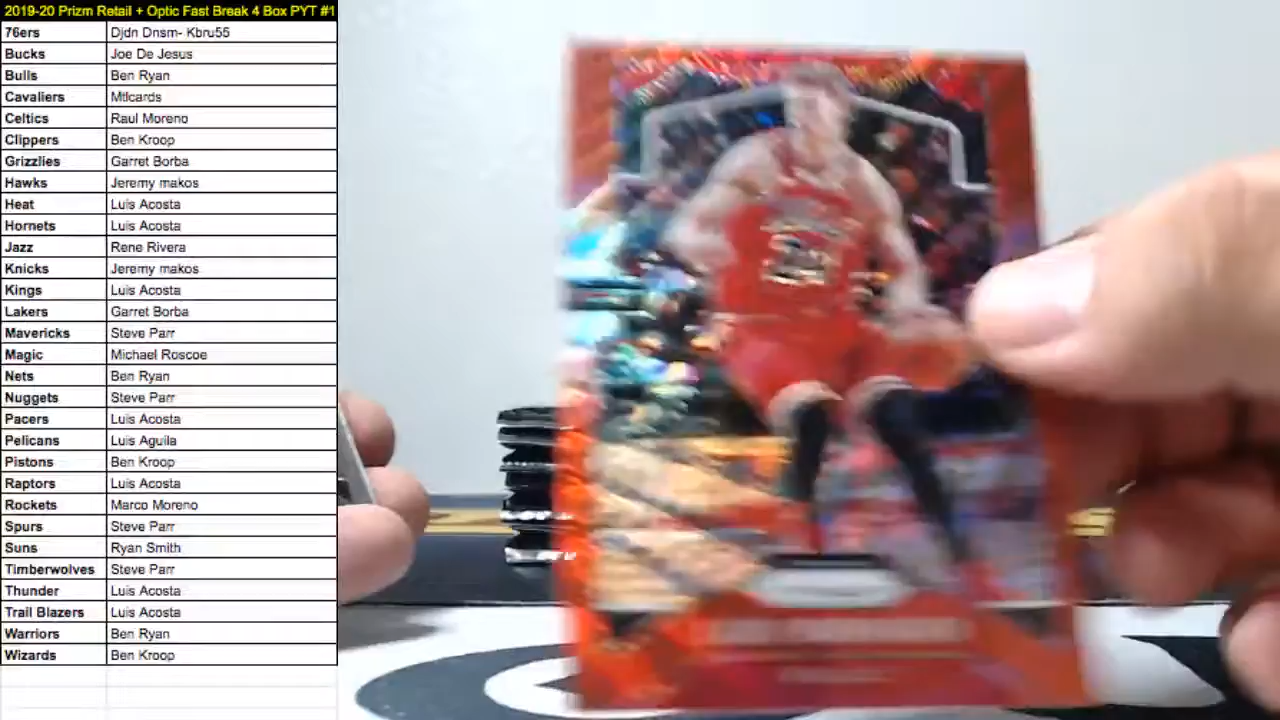 2019-20 Prizm Retail + Optic Fast Break 4 Box PYT #1
76ers Djdn Dnsm- Kbru55
Bucks Joe De Jesus
Bulls Ben Ryan
Cavaliers Mtlcards
Celtics Raul Moreno
Clippers Ben Kroop
Grizzlies Garret Borba
Hawks Jeremy makos
Heat Luis Acosta
Hornets Luis Acosta
Jazz Rene Rivera
Knicks Jeremy makos
Kings Luis Acosta
Lakers Garret Borba
Mavericks Steve Parr
Magic Michael Roscoe
Nets Ben Ryan
Nuggets Steve Parr
Pacers Luis Acosta
Pelicans Luis Aguila
Pistons Ben Kroop
Raptors Luis Acosta
Rockets Marco Moreno
Spurs Steve Parr
Suns Ryan Smith
Timberwolves Steve Parr
Thunder Luis Acosta
Trail Blazers Luis Acosta
Warriors Ben Ryan
Wizards Ben Kroop